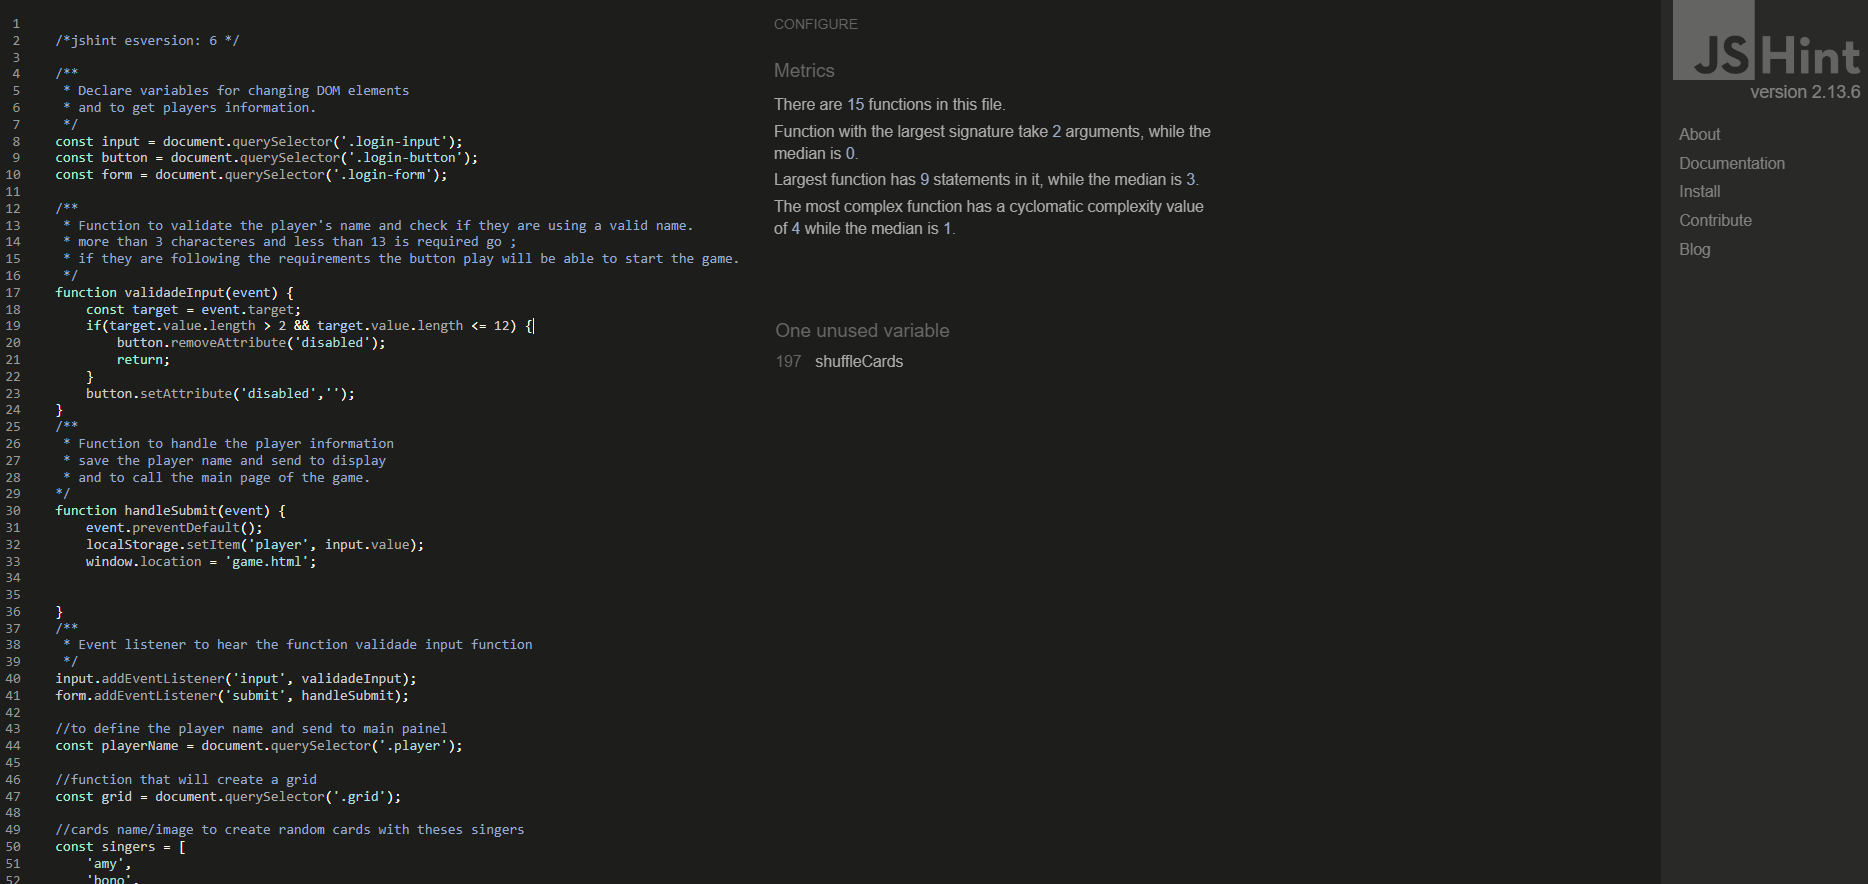 1
2 /*jshint esversion: 6 */
3
4 /**
5  * Declare variables for changing DOM elements
6  * and to get players information.
7  */
8 const input = document.querySelector('.login-input');
9 const button = document.querySelector('.login-button');
10 const form = document.querySelector('.login-form');
11
12 /**
13  * Function to validate the player's name and check if they are using a valid name.
14  * more than 3 characteres and less than 13 is required go ;
15  * if they are following the requirements the button play will be able to start the game.
16  */
17 function validadeInput(event) {
18     const target = event.target;
19     if(target.value.length > 2 && target.value.length <= 12) {
20         button.removeAttribute('disabled');
21         return;
22     }
23     button.setAttribute('disabled','');
24 }
25 /**
26  * Function to handle the player information
27  * save the player name and send to display
28  * and to call the main page of the game.
29 */
30 function handleSubmit(event) {
31     event.preventDefault();
32     localStorage.setItem('player', input.value);
33     window.location = 'game.html';
34
35
36 }
37 /**
38  * Event listener to hear the function validade input function
39  */
40 input.addEventListener('input', validadeInput);
41 form.addEventListener('submit', handleSubmit);
42
43 //to define the player name and send to main painel
44 const playerName = document.querySelector('.player');
45
46 //function that will create a grid
47 const grid = document.querySelector('.grid');
48
49 //cards name/image to create random cards with theses singers
50 const singers = [
51     'amy',
52     'bono',
CONFIGURE
Metrics
There are 15 functions in this file.
Function with the largest signature take 2 arguments, while the
median is 0.
Largest function has 9 statements in it, while the median is 3.
The most complex function has a cyclomatic complexity value
of 4 while the median is 1.
One unused variable
197 shuffleCards
JSHint
version 2.13.6
About
Documentation
Install
Contribute
Blog